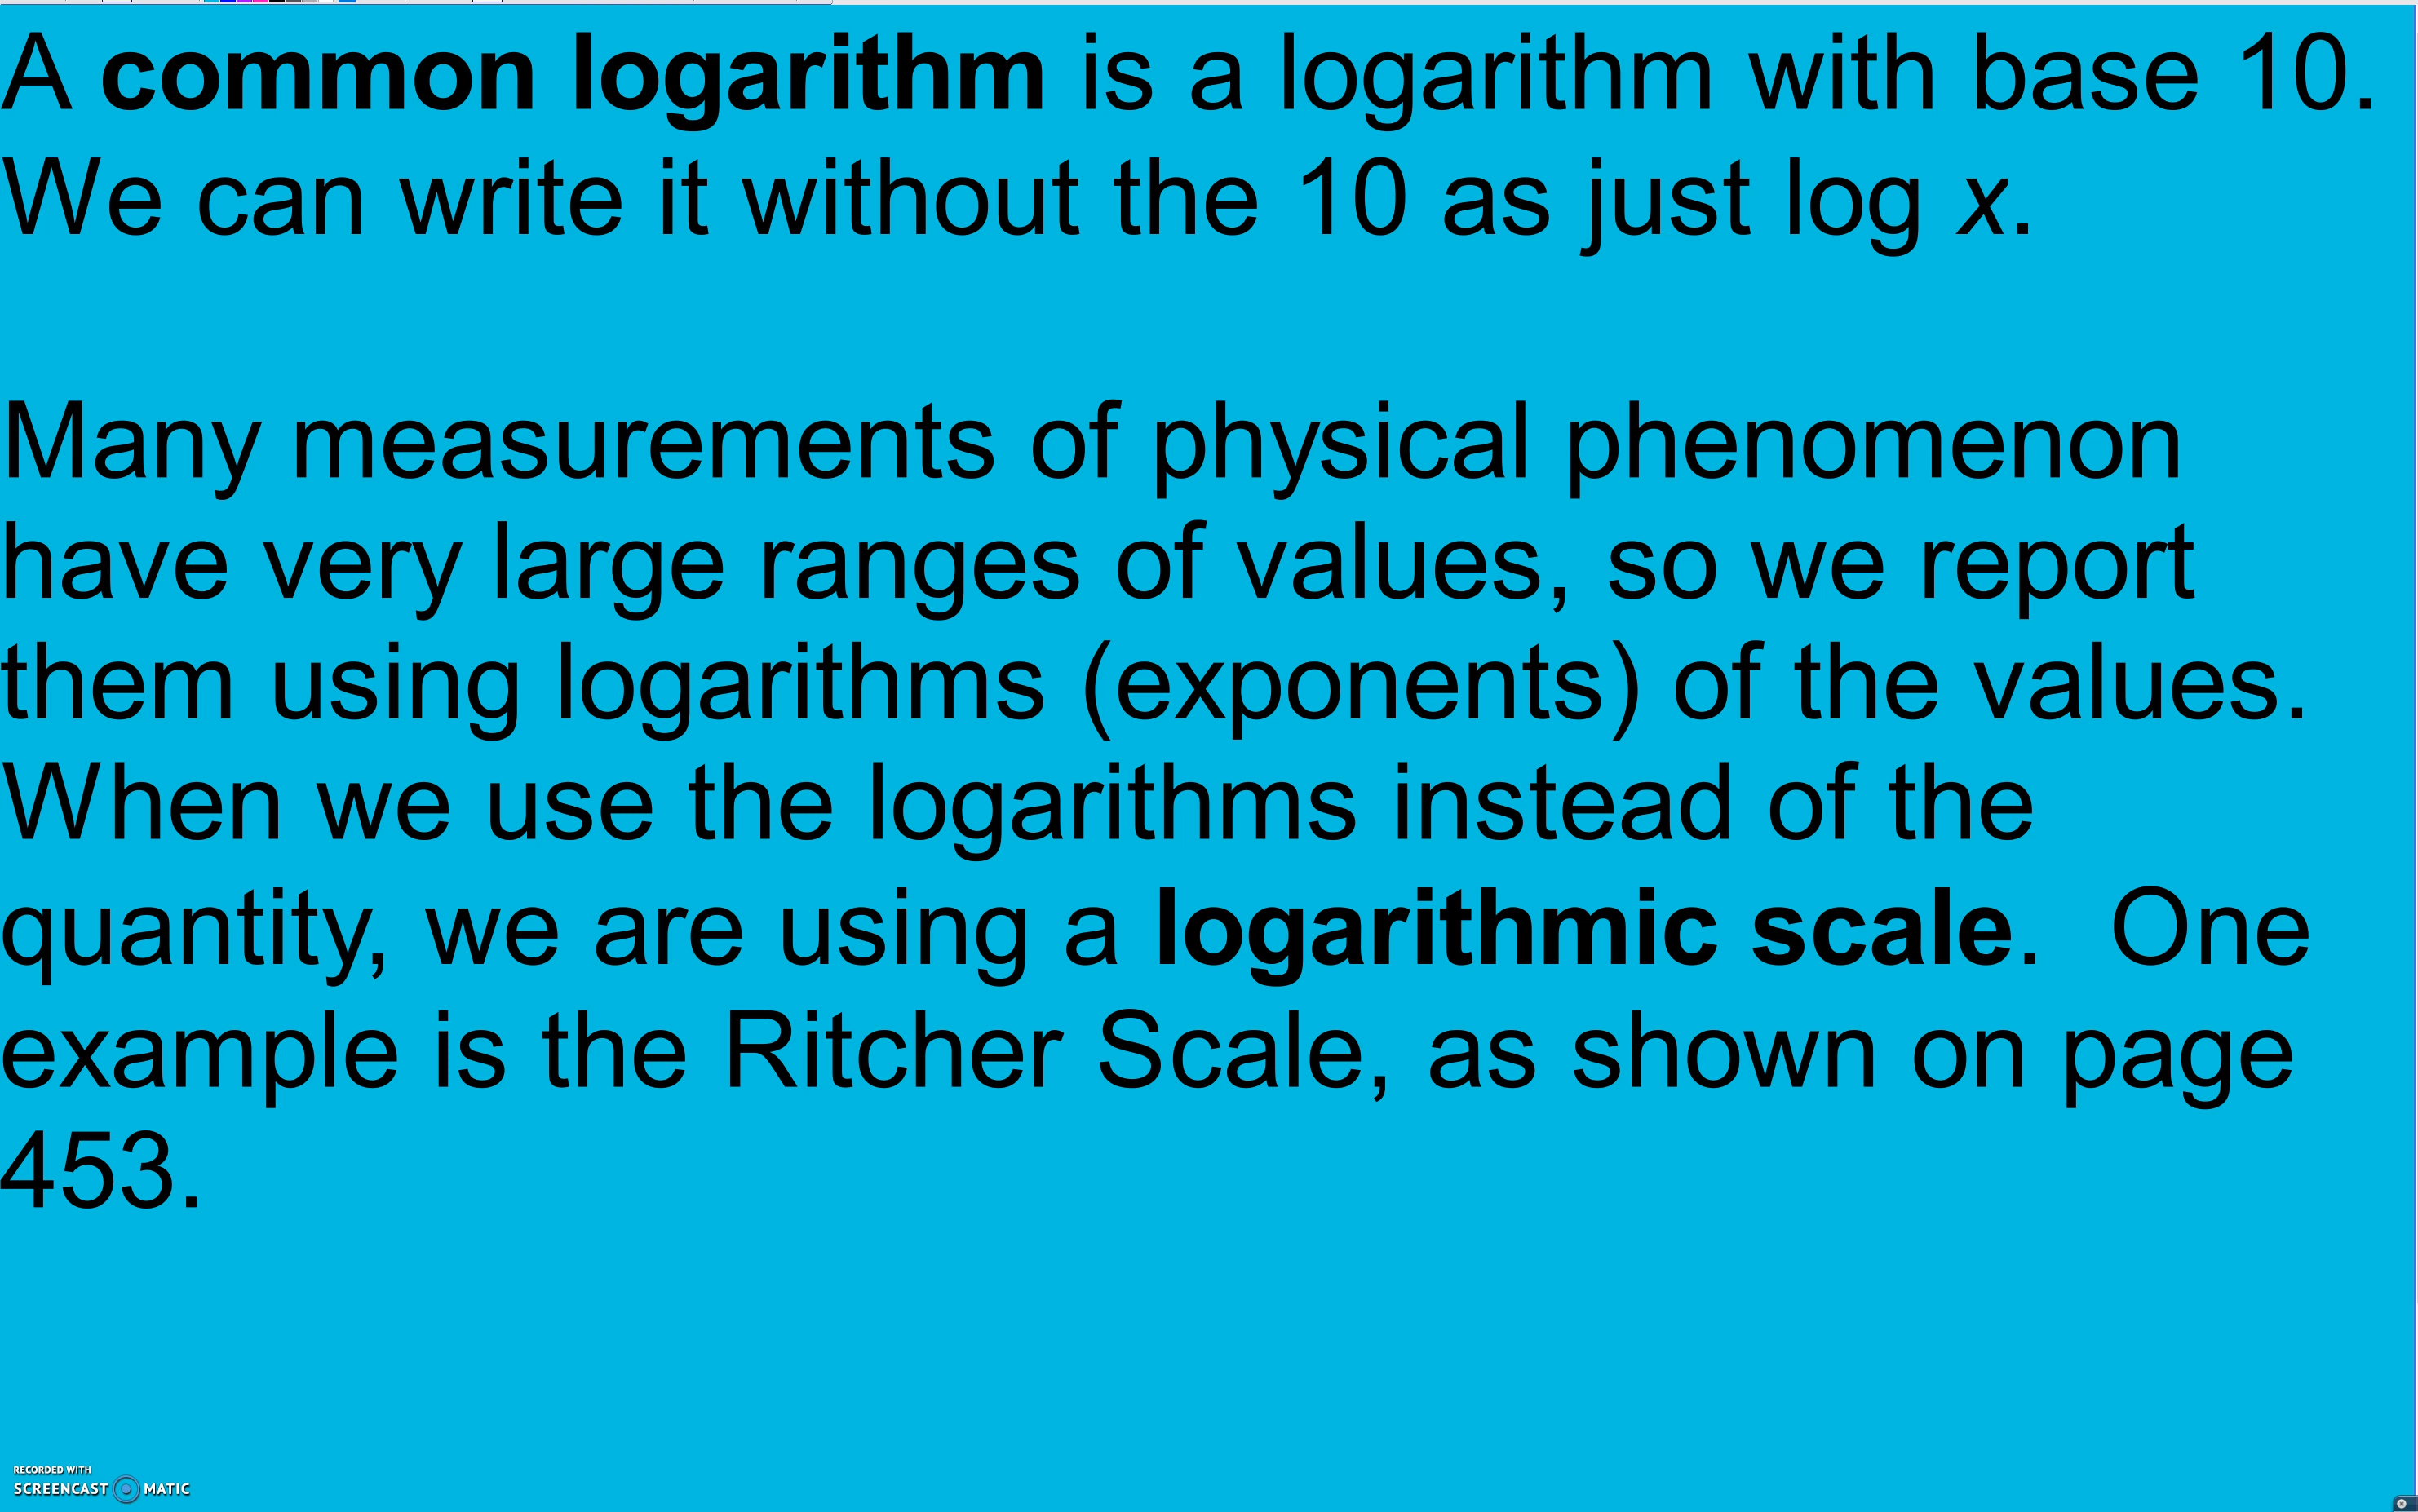 A common logarithm is a logarithm with base 10.
We can write it without the 10 as just log x.
Many measurements of physical phenomenon
have very large ranges of values, so we report
them using logarithms (exponents) of the values.
When we use the logarithms instead of the
quantity, we are using a logarithmic scale.  One
example is the Ritcher Scale, as shown on page
453.
RECORDED WITH
SCREENCAST MATIC